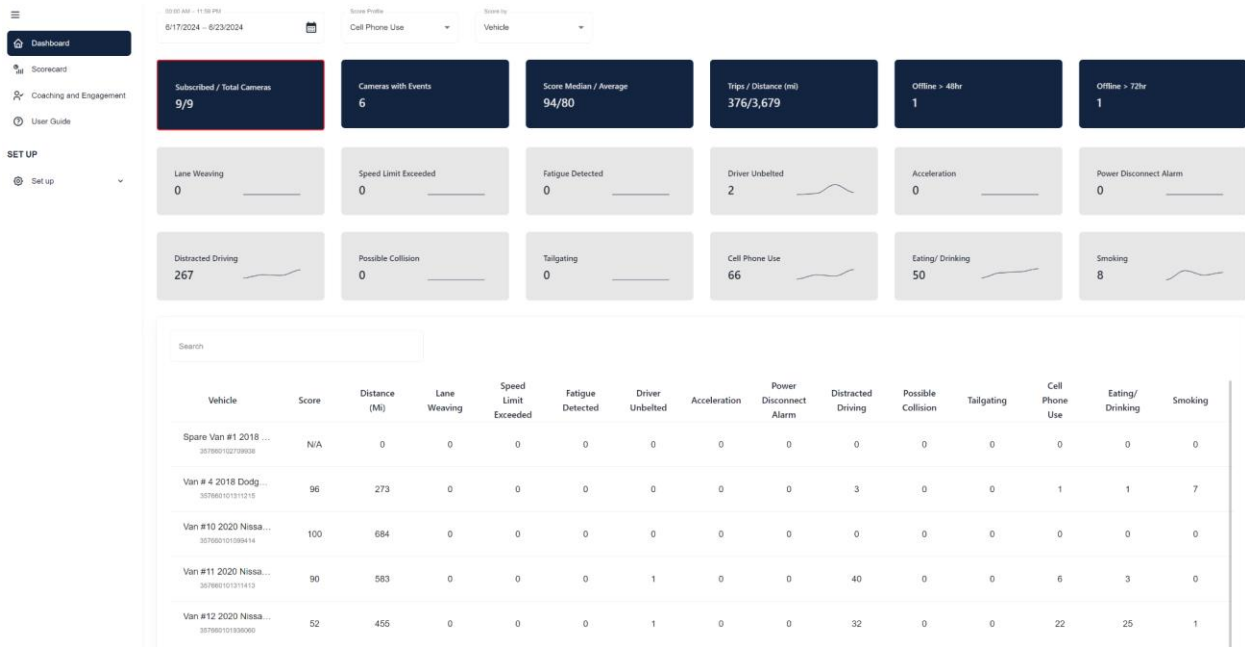 00:00 AM – 11:59 PM
6/17/2024 – 6/23/2024
Score Profile
Cell Phone Use
Score by
Vehicle
Dashboard
Scorecard
Coaching and Engagement
User Guide
SET UP
Set up
Subscribed / Total Cameras
9/9
Cameras with Events
6
Score Median / Average
94/80
Trips / Distance (mi)
376/3,679
Offline > 48hr
1
Offline > 72hr
1
Lane Weaving
0
Speed Limit Exceeded
0
Fatigue Detected
0
Driver Unbelted
2
Acceleration
0
Power Disconnect Alarm
0
Distracted Driving
267
Possible Collision
0
Tailgating
0
Cell Phone Use
66
Eating/ Drinking
50
Smoking
8
Search
Vehicle Score Distance (Mi) Lane Weaving Speed Limit Exceeded Fatigue Detected Driver Unbelted Acceleration Power Disconnect Alarm Distracted Driving Possible Collision Tailgating Cell Phone Use Eating/ Drinking Smoking
Spare Van #1 2018 ... N/A 0 0 0 0 0 0 0 0 0 0 0 0 0
Van # 4 2018 Dodg... 96 273 0 0 0 0 0 0 3 0 0 1 1 7
357660101311215
Van #10 2020 Nissa... 100 684 0 0 0 0 0 0 0 0 0 0 0 0
Van #11 2020 Nissa... 90 583 0 0 0 1 0 0 40 0 0 6 3 0
Van #12 2020 Nissa... 52 455 0 0 0 1 0 0 32 0 0 22 25 1